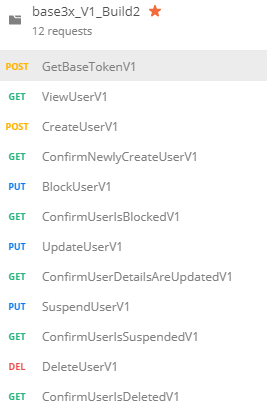 base3x_V1_Build2
12 requests
POST GetBaseTokenV1
GET ViewUserV1
POST CreateUserV1
GET ConfirmNewlyCreateUserV1
PUT BlockUserV1
GET ConfirmUserIsBlockedV1
PUT UpdateUserV1
GET ConfirmUserDetailsAreUpdatedV1
PUT SuspendUserV1
GET ConfirmUserIsSuspendedV1
DEL DeleteUserV1
GET ConfirmUserIsDeletedV1